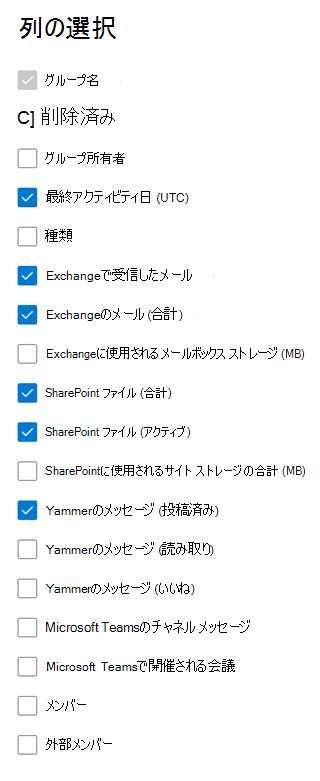 列の選択
グループ名
C] 削除済み
グループ所有者
最終アクティビティ日 (UTC)
種類
Exchangeで受信したメール
Exchangeのメール (合計)
Exchangeに使用されるメールボックス ストレージ (MB)
SharePoint ファイル (合計)
SharePoint ファイル (アクティブ)
SharePointに使用されるサイト ストレージの合計 (MB)
Yammerのメッセージ (投稿済み)
Yammerのメッセージ (読み取り)
Yammerのメッセージ (いいね)
Microsoft Teamsのチャネル メッセージ
Microsoft Teamsで開催される会議
メンバー
外部メンバー